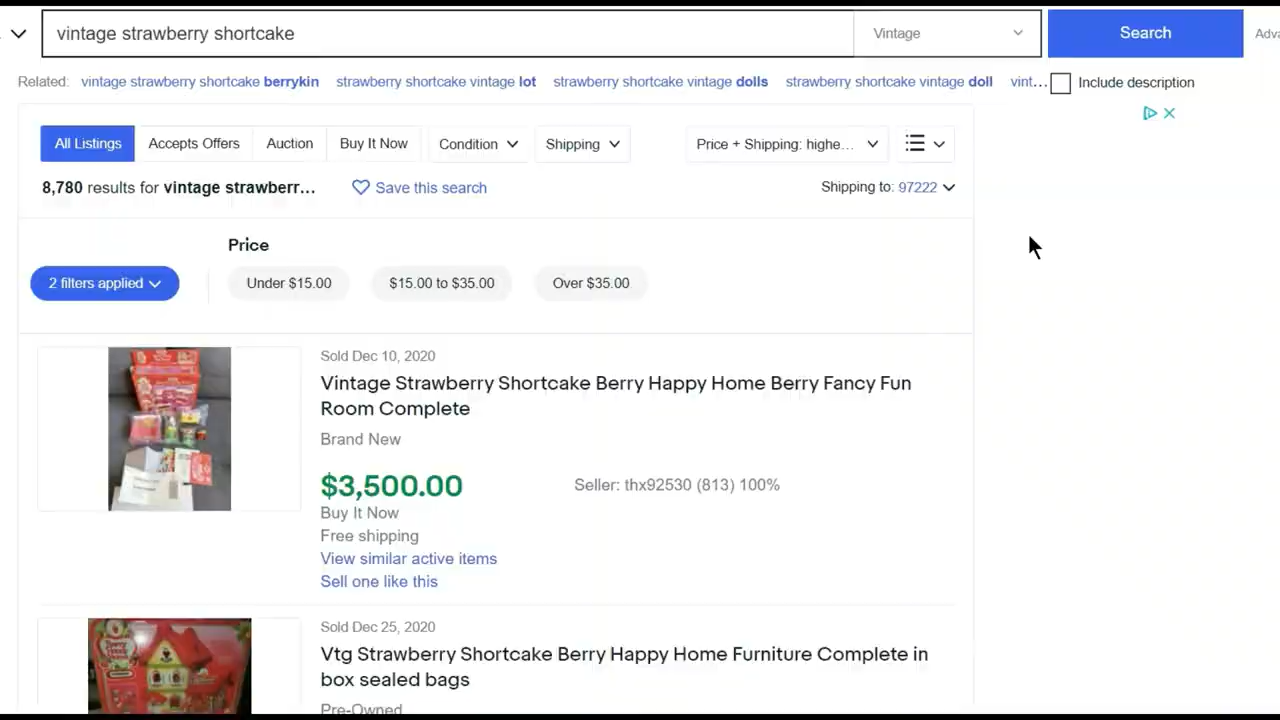 vintage strawberry shortcake
Vintage
Search
Adva
Related: vintage strawberry shortcake berrykin strawberry shortcake vintage lot strawberry shortcake vintage dolls strawberry shortcake vintage doll vint...
Include description
All Listings
Accepts Offers
Auction
Buy It Now
Condition
Shipping
Price + Shipping: highe...
8,780 results for vintage strawberr...
Save this search
Shipping to: 97222
Price
2 filters applied
Under $15.00
$15.00 to $35.00
Over $35.00
Sold Dec 10, 2020
Vintage Strawberry Shortcake Berry Happy Home Berry Fancy Fun
Room Complete
Brand New
$3,500.00
Seller: thx92530 (813) 100%
Buy It Now
Free shipping
View similar active items
Sell one like this
Sold Dec 25, 2020
Vtg Strawberry Shortcake Berry Happy Home Furniture Complete in
box sealed bags
Pre-Owned